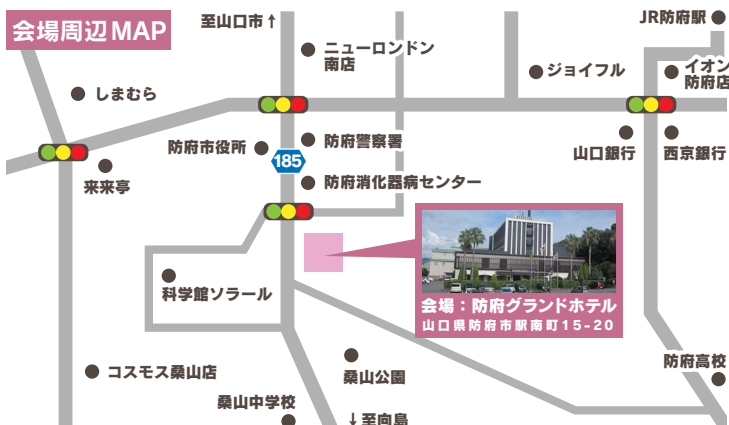 会場周辺MAP
至山口市↑
JR防府駅
ニューロンドン
南店
ジョイフル
イオン
防府店
しまむら
防府市役所
防府警察署
山口銀行
西京銀行
185
来来亭
防府消化器病センター
科学館ソラール
会場：防府グランドホテル
山口県防府市駅南町15-20
コスモス桑山店
桑山公園
防府高校
桑山中学校
↓至向島